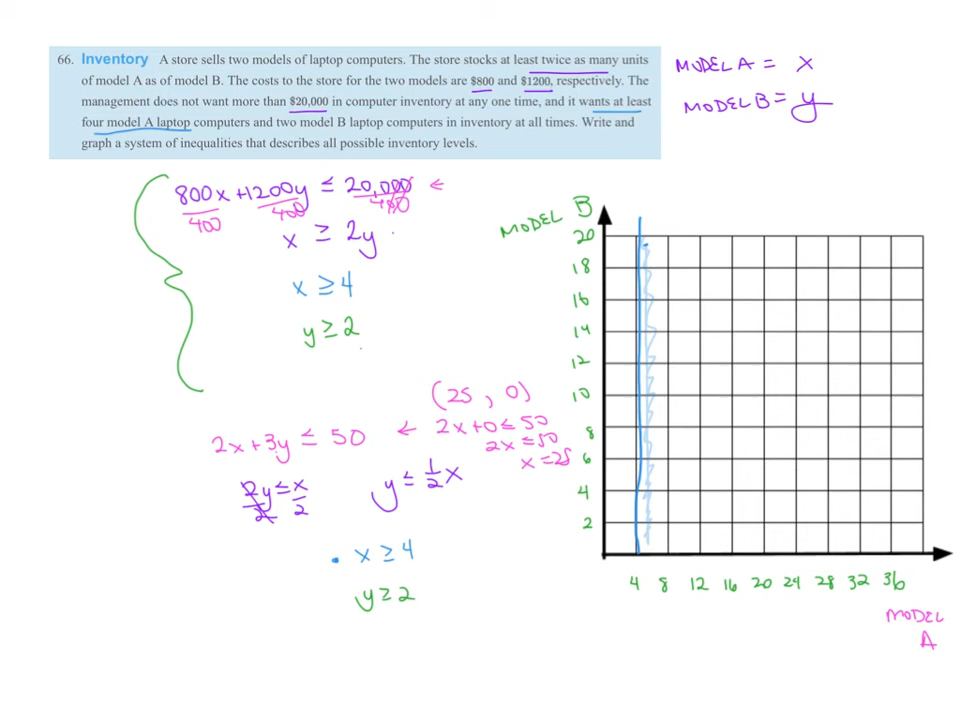 66. Inventory A store sells two models of laptop computers. The store stocks at least twice as many units
of model A as of model B. The costs to the store for the two models are $800 and $1200, respectively. The
management does not want more than $20,000 in computer inventory at any one time, and it wants at least
four model A laptop computers and two model B laptop computers in inventory at all times. Write and
graph a system of inequalities that describes all possible inventory levels.
MODEL A = x
MODEL B = y
800x+1200y ≤ 20,000 ←
400 400 400
x ≥ 2y
x ≥ 4
y ≥ 2
(25, 0)
2x+3y ≤ 50 ← 2x+0≤50
2x≤50
x=25
2y≤x
2 2
y ≤ 1/2 x
x ≥ 4
y ≥ 2
MODEL B
20
18
16
14
12
10
8
6
4
2
4 8 12 16 20 24 28 32 36
MODEL
A